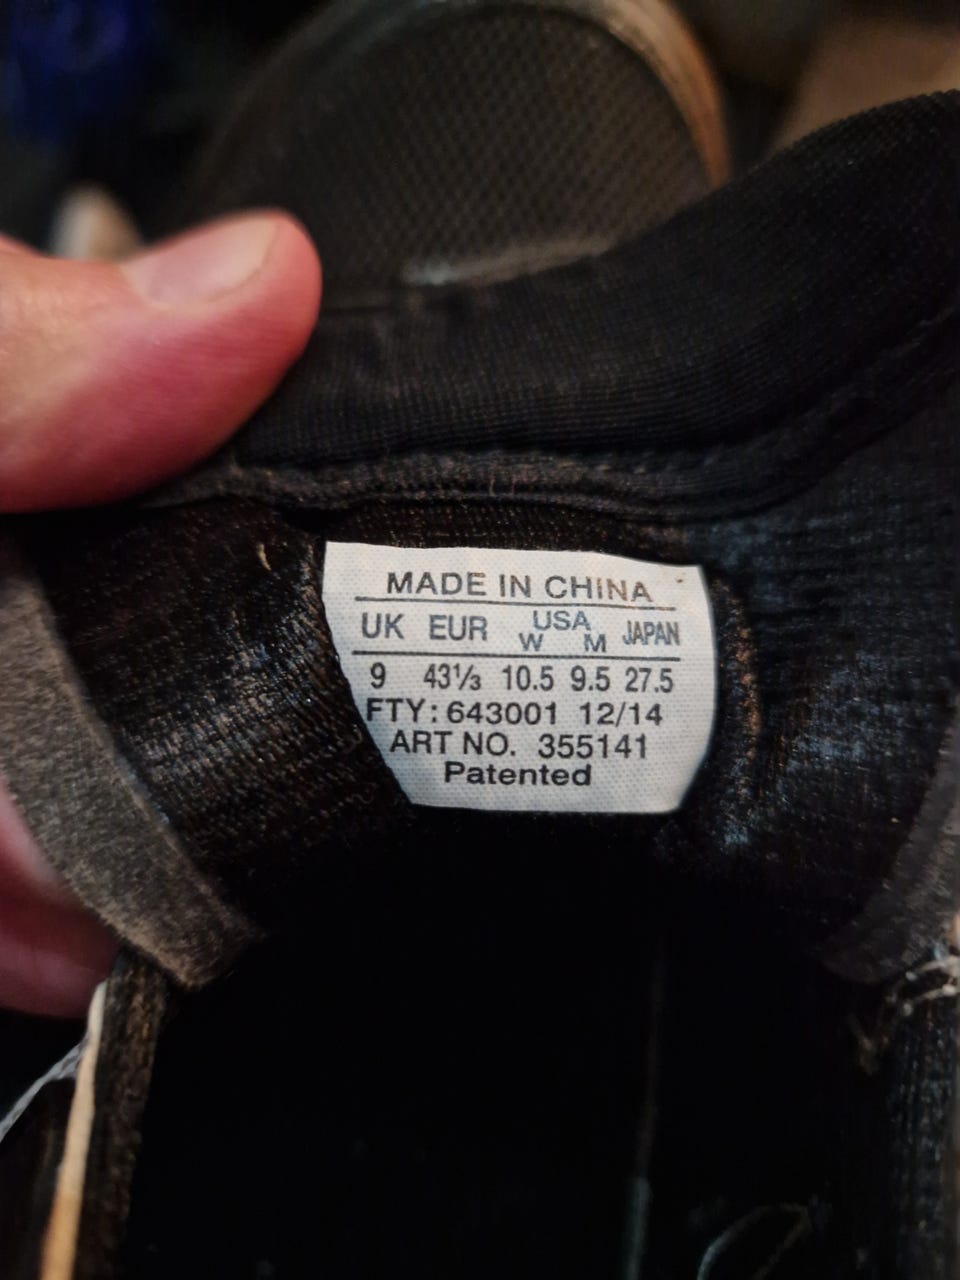 MADE IN CHINA
UK EUR USA JAPAN
W M
9 43⅓ 10.5 9.5 27.5
FTY: 643001 12/14
ART NO. 355141
Patented